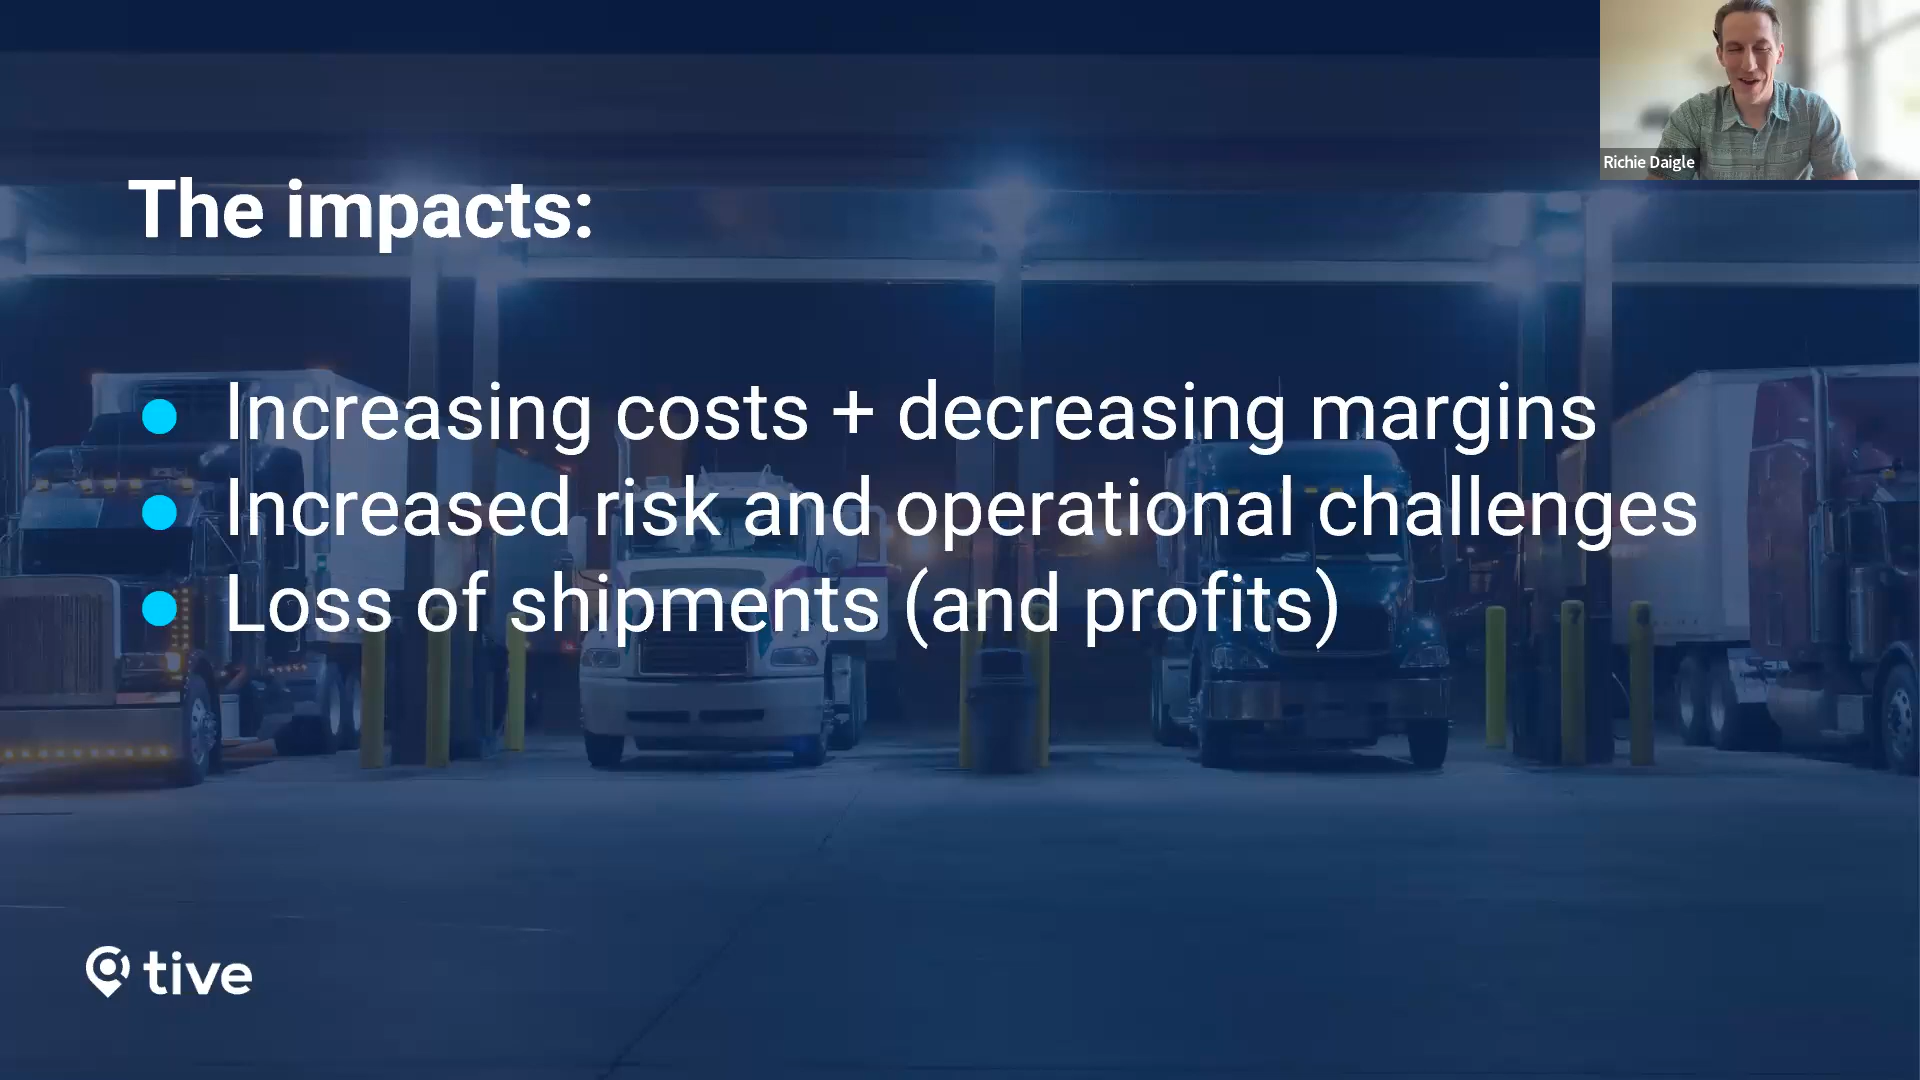 Richie Daigle
The impacts:
Increasing costs + decreasing margins
Increased risk and operational challenges
Loss of shipments (and profits)
tive